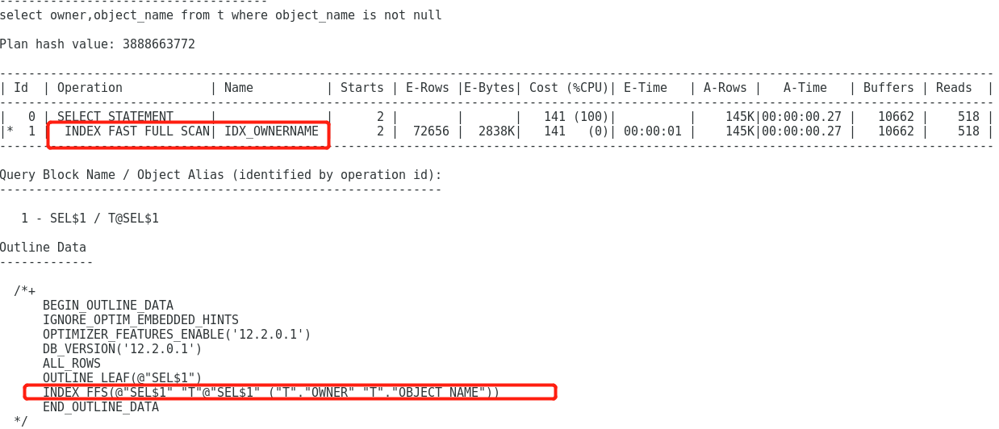 -------------------------------------
select owner,object_name from t where object_name is not null
Plan hash value: 3888663772
-----------------------------------------------------------------------------------------------------------------------------------------
| Id  | Operation            | Name           | Starts | E-Rows |E-Bytes| Cost (%CPU)| E-Time   | A-Rows |   A-Time   | Buffers | Reads  |
-----------------------------------------------------------------------------------------------------------------------------------------
|   0 | SELECT STATEMENT     |                |      2 |        |       |   141 (100)|          |    145K|00:00:00.27 |   10662 |    518 |
|*  1 |  INDEX FAST FULL SCAN| IDX_OWNERNAME  |      2 |  72656 |  2838K|   141   (0)| 00:00:01 |    145K|00:00:00.27 |   10662 |    518 |
-----------------------------------------------------------------------------------------------------------------------------------------
Query Block Name / Object Alias (identified by operation id):
-------------------------------------------------------------
   1 - SEL$1 / T@SEL$1
Outline Data
-------------
  /*+
      BEGIN_OUTLINE_DATA
      IGNORE_OPTIM_EMBEDDED_HINTS
      OPTIMIZER_FEATURES_ENABLE('12.2.0.1')
      DB_VERSION('12.2.0.1')
      ALL_ROWS
      OUTLINE_LEAF(@"SEL$1")
      INDEX_FFS(@"SEL$1" "T"@"SEL$1" ("T"."OWNER" "T"."OBJECT_NAME"))
      END_OUTLINE_DATA
  */